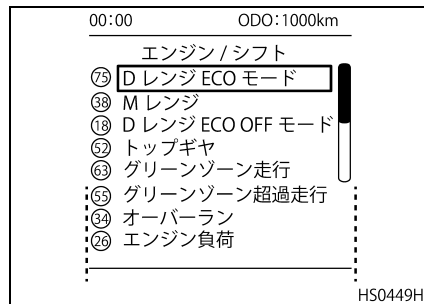 00:00 ODO:1000km
エンジン / シフト
75 D レンジ ECO モード
38 M レンジ
18 D レンジ ECO OFF モード
52 トップギヤ
63 グリーンゾーン走行
55 グリーンゾーン超過走行
34 オーバーラン
26 エンジン負荷
HS0449H